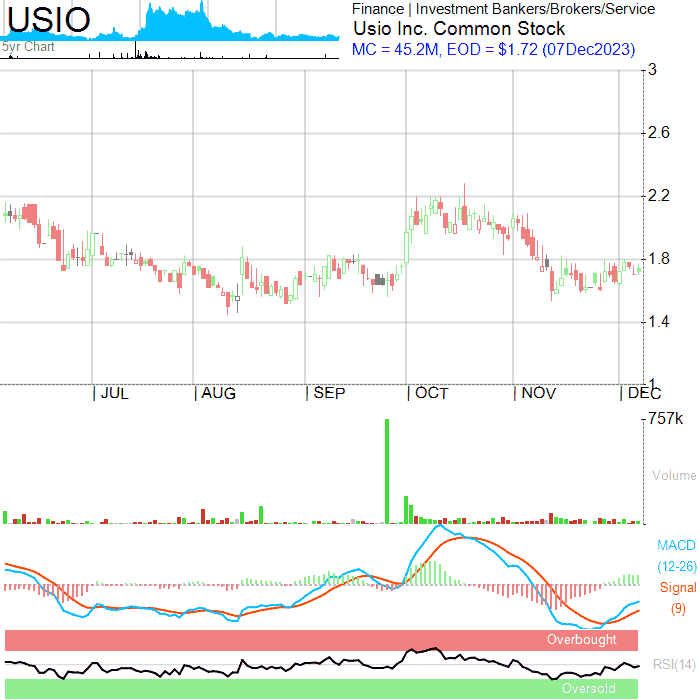 USIO
5yr Chart
Finance | Investment Bankers/Brokers/Service
Usio Inc. Common Stock
MC = 45.2M, EOD = $1.72 (07Dec2023)
3
2.6
2.2
1.8
1.4
1
| JUL | AUG | SEP | OCT | NOV | DEC
757k
Volume
MACD
(12-26)
Signal
(9)
Overbought
RSI(14)
Oversold